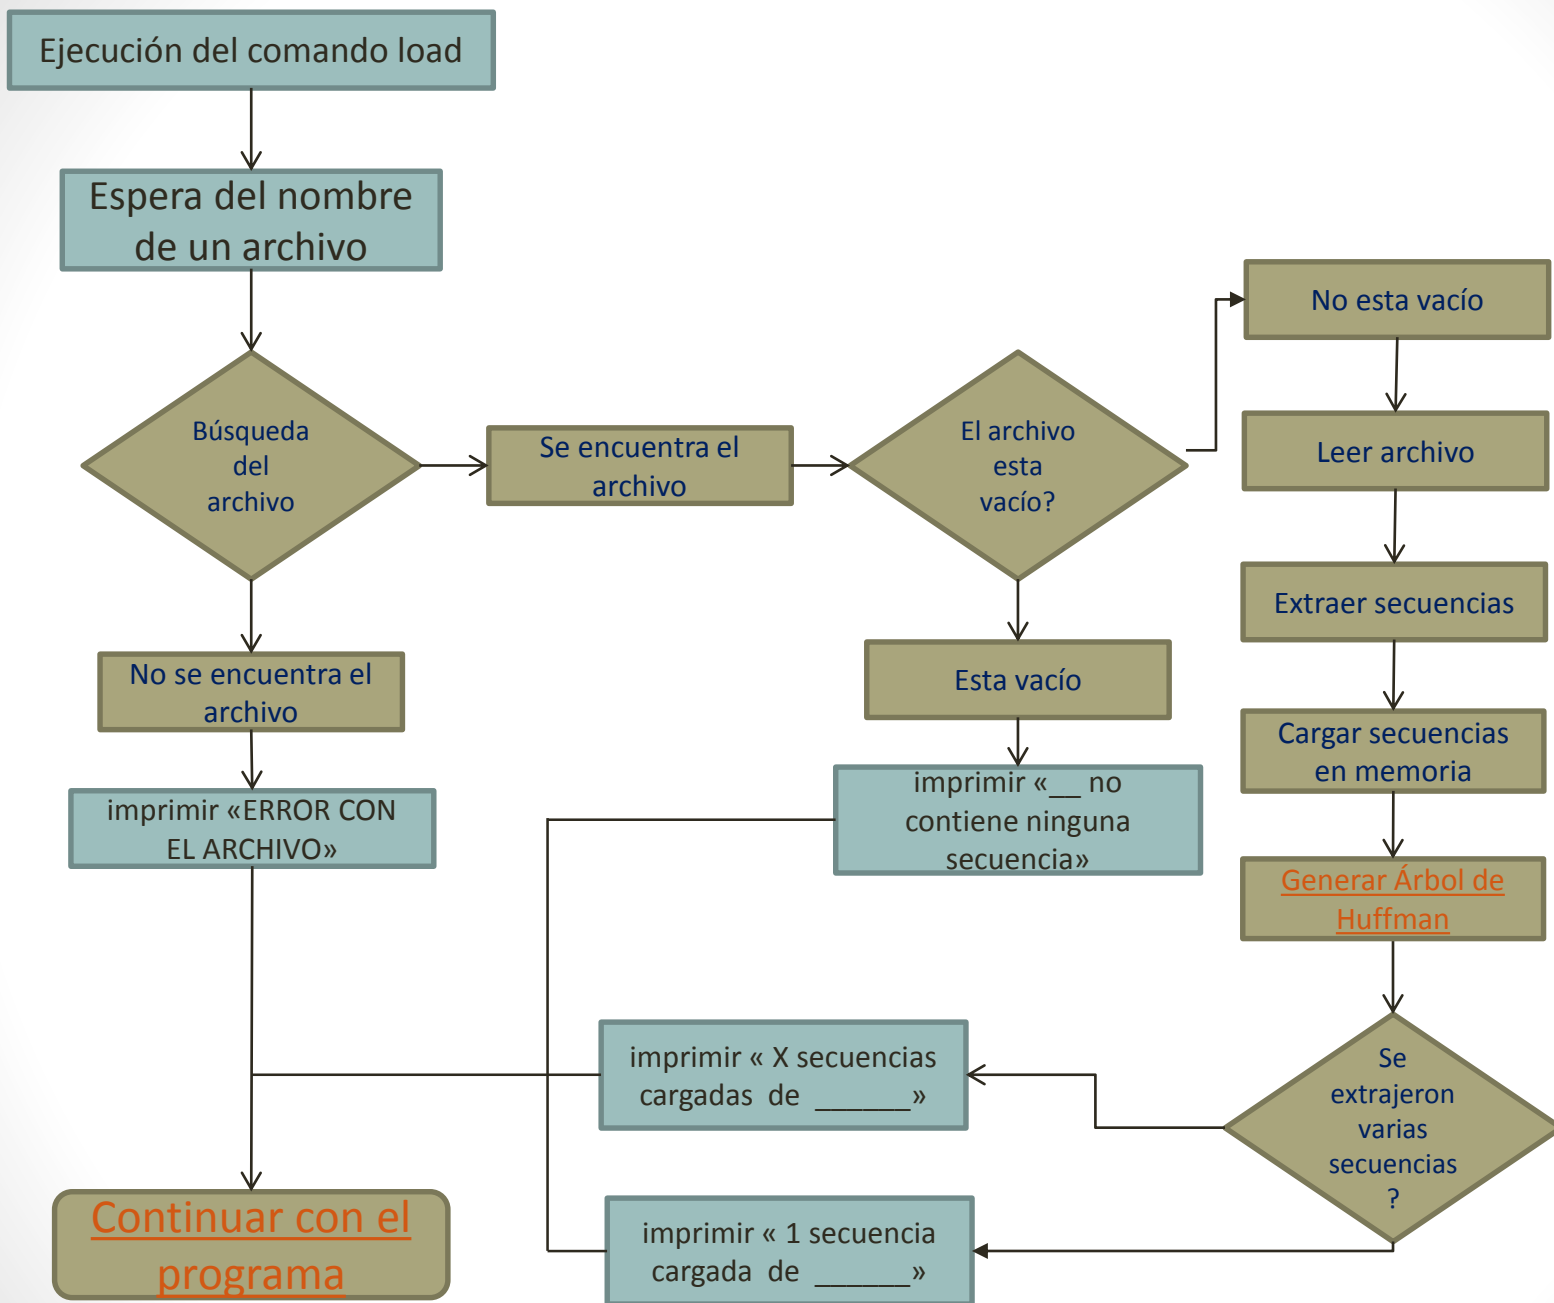 Ejecución del comando load
Espera del nombre
de un archivo
Búsqueda
del
archivo
Se encuentra el
archivo
El archivo
esta
vacío?
No esta vacío
Leer archivo
Extraer secuencias
Cargar secuencias
en memoria
Generar Árbol de
Huffman
Se
extrajeron
varias
secuencias
?
No se encuentra el
archivo
imprimir «ERROR CON
EL ARCHIVO»
Esta vacío
imprimir «__ no
contiene ninguna
secuencia»
imprimir « X secuencias
cargadas de ______»
imprimir « 1 secuencia
cargada de ______»
Continuar con el
programa